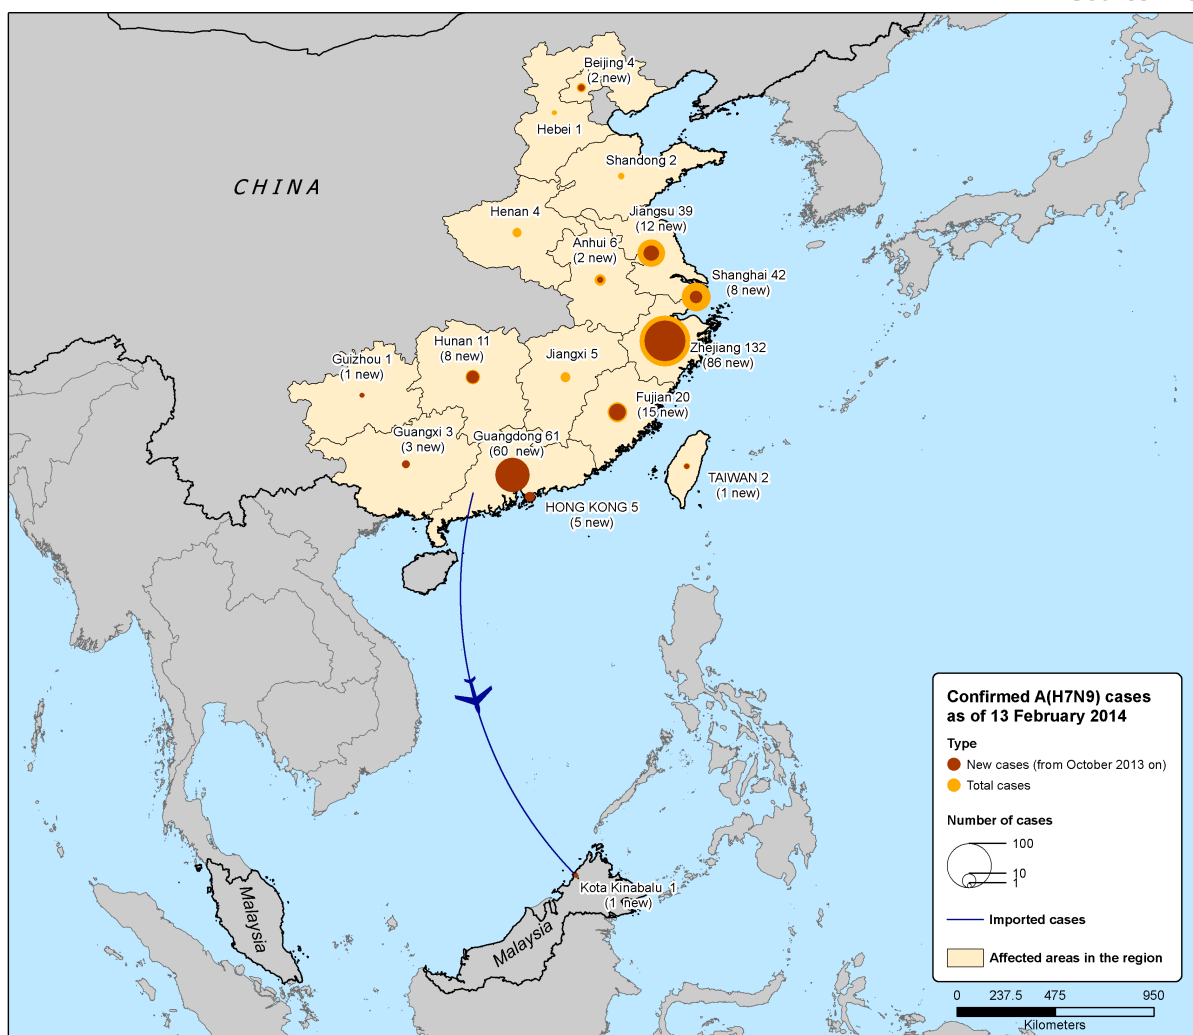 Beijing 4
(2 new)
Hebei 1
Shandong 2
CHINA
Henan 4
Jiangsu 39
(12 new)
Anhui 6
(2 new)
Shanghai 42
(8 new)
Hunan 11
(8 new)
Jiangxi 5
Zhejiang 132
(86 new)
Guizhou 1
(1 new)
Fujian 20
(15 new)
Guangxi 3
(3 new)
Guangdong 61
(60 new)
TAIWAN 2
(1 new)
HONG KONG 5
(5 new)
Kota Kinabalu 1
(1 new)
Malaysia
Malaysia
Confirmed A(H7N9) cases
as of 13 February 2014
Type
New cases (from October 2013 on)
Total cases
Number of cases
100
10
1
Imported cases
Affected areas in the region
0 237.5 475 950
Kilometers